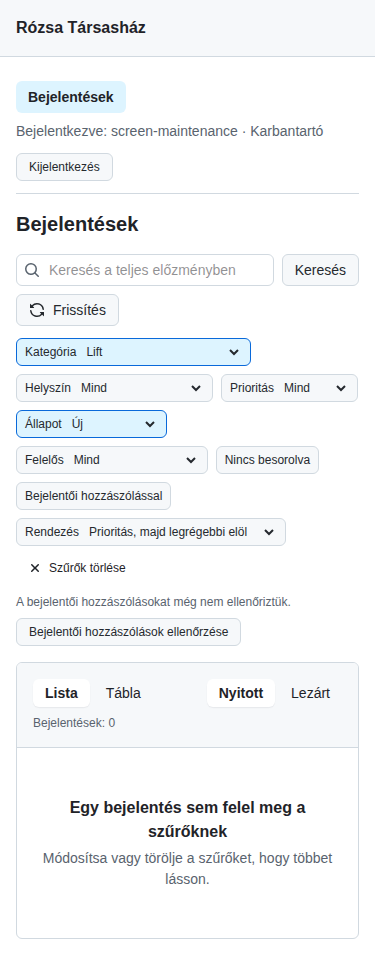 Rózsa Társasház
Bejelentések
Bejelentkezve: screen-maintenance · Karbantartó
Kijelentkezés
Bejelentések
Keresés a teljes előzményben
Keresés
Frissítés
Kategória Lift
Helyszín Mind
Prioritás Mind
Állapot Új
Felelős Mind
Nincs besorolva
Bejelentői hozzászólással
Rendezés Prioritás, majd legrégebbi elöl
Szűrők törlése
A bejelentői hozzászólásokat még nem ellenőriztük.
Bejelentői hozzászólások ellenőrzése
Lista
Tábla
Nyitott
Lezárt
Bejelentések: 0
Egy bejelentés sem felel meg a
szűrőknek
Módosítsa vagy törölje a szűrőket, hogy többet
lásson.